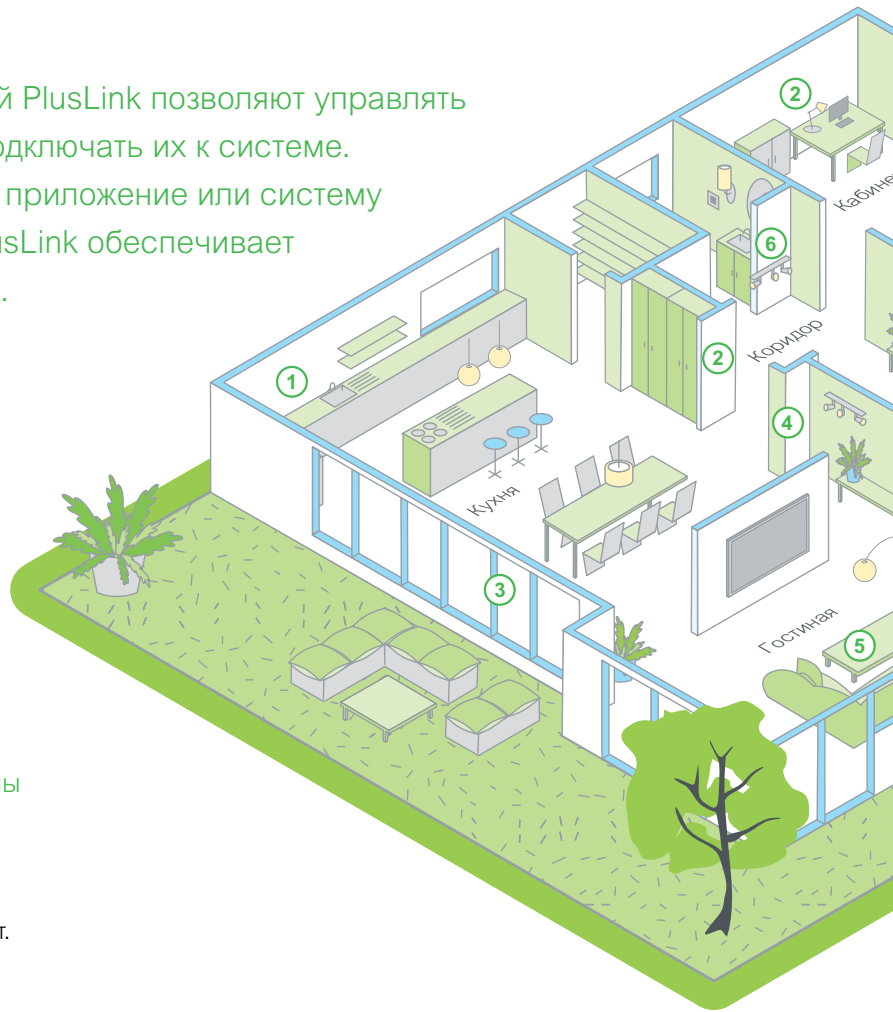 й PlusLink позволяют управлять
одключать их к системе.
приложение или систему
usLink обеспечивает
.
2
Кабине
6
Коридор
2
1
4
Кухня
3
Гостиная
5
ны
т.